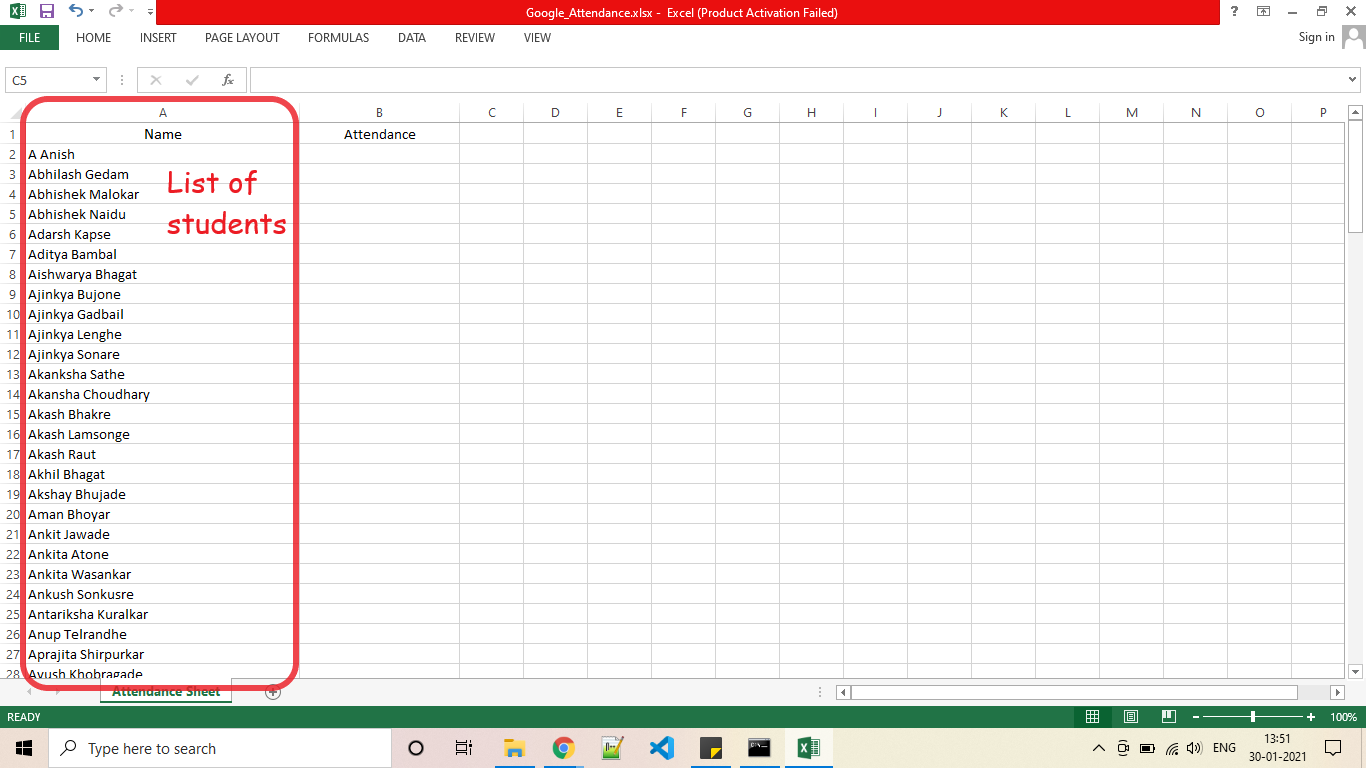 Google_Attendance.xlsx - Excel (Product Activation Failed)
?
FILE HOME INSERT PAGE LAYOUT FORMULAS DATA REVIEW VIEW
Sign in
C5
fx
A B C D E F G H I J K L M N O P
1 Name Attendance
2 A Anish
3 Abhilash Gedam
4 Abhishek Malokar
5 Abhishek Naidu
6 Adarsh Kapse
7 Aditya Bambal
8 Aishwarya Bhagat
9 Ajinkya Bujone
10 Ajinkya Gadbail
11 Ajinkya Lenghe
12 Ajinkya Sonare
13 Akanksha Sathe
14 Akansha Choudhary
15 Akash Bhakre
16 Akash Lamsonge
17 Akash Raut
18 Akhil Bhagat
19 Akshay Bhujade
20 Aman Bhoyar
21 Ankit Jawade
22 Ankita Atone
23 Ankita Wasankar
24 Ankush Sonkusre
25 Antariksha Kuralkar
26 Anup Telrandhe
27 Aprajita Shirpurkar
28 Ayush Khobragade
List of
students
Attendance Sheet
READY
100%
Type here to search
ENG
13:51
30-01-2021